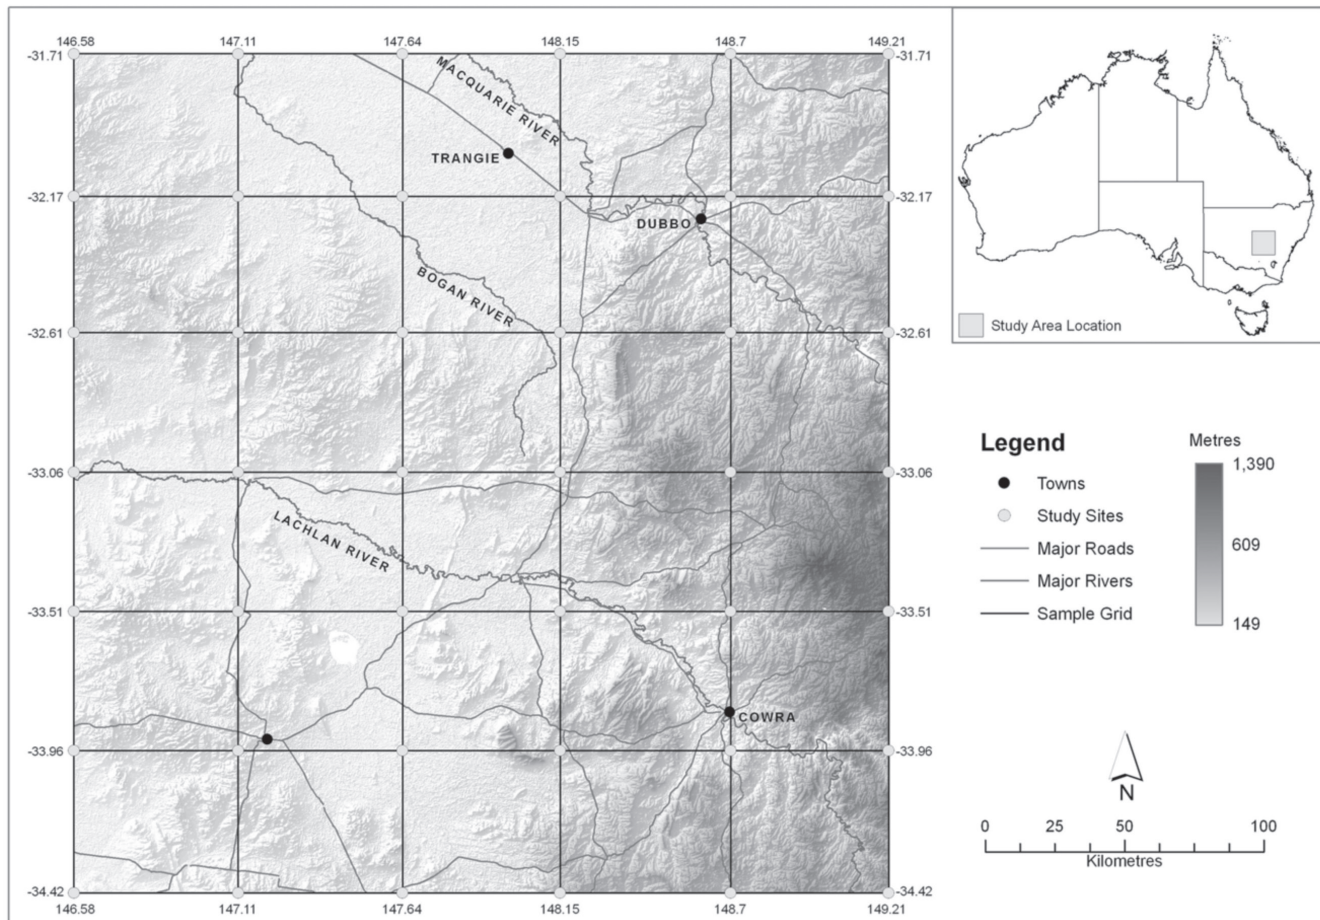 146.58 147.11 147.64 148.15 148.7 149.21
-31.71 -31.71
MACQUARIE RIVER
TRANGIE
-32.17 -32.17
DUBBO
BOGAN RIVER
-32.61 -32.61
-33.06 -33.06
LACHLAN RIVER
-33.51 -33.51
COWRA
-33.96 -33.96
-34.42 -34.42
146.58 147.11 147.64 148.15 148.7 149.21
Study Area Location
Legend
Towns
Study Sites
Major Roads
Major Rivers
Sample Grid
Metres
1,390
609
149
N
0 25 50 100
Kilometres